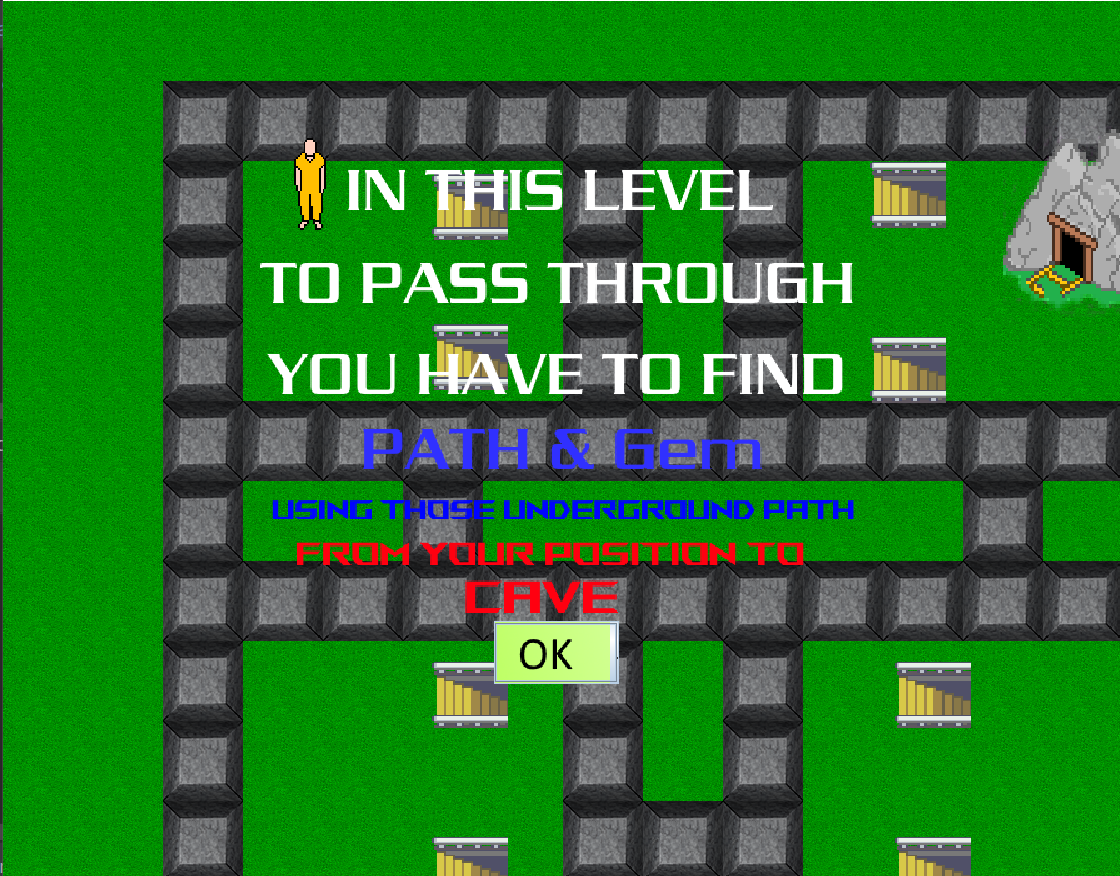 IN THIS LEVEL
TO PASS THROUGH
YOU HAVE TO FIND
PATH & Gem
USING THOSE UNDERGROUND PATH
FROM YOUR POSITION TO
CAVE
OK